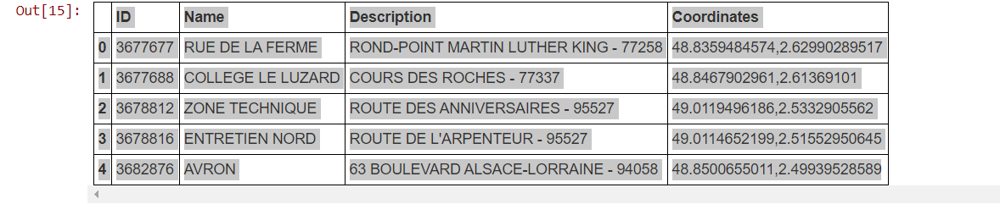 Out[15]:
ID Name Description Coordinates
0 3677677 RUE DE LA FERME ROND-POINT MARTIN LUTHER KING - 77258 48.8359484574,2.62990289517
1 3677688 COLLEGE LE LUZARD COURS DES ROCHES - 77337 48.8467902961,2.61369101
2 3678812 ZONE TECHNIQUE ROUTE DES ANNIVERSAIRES - 95527 49.0119496186,2.5332905562
3 3678816 ENTRETIEN NORD ROUTE DE L'ARPENTEUR - 95527 49.0114652199,2.51552950645
4 3682876 AVRON 63 BOULEVARD ALSACE-LORRAINE - 94058 48.8500655011,2.49939528589